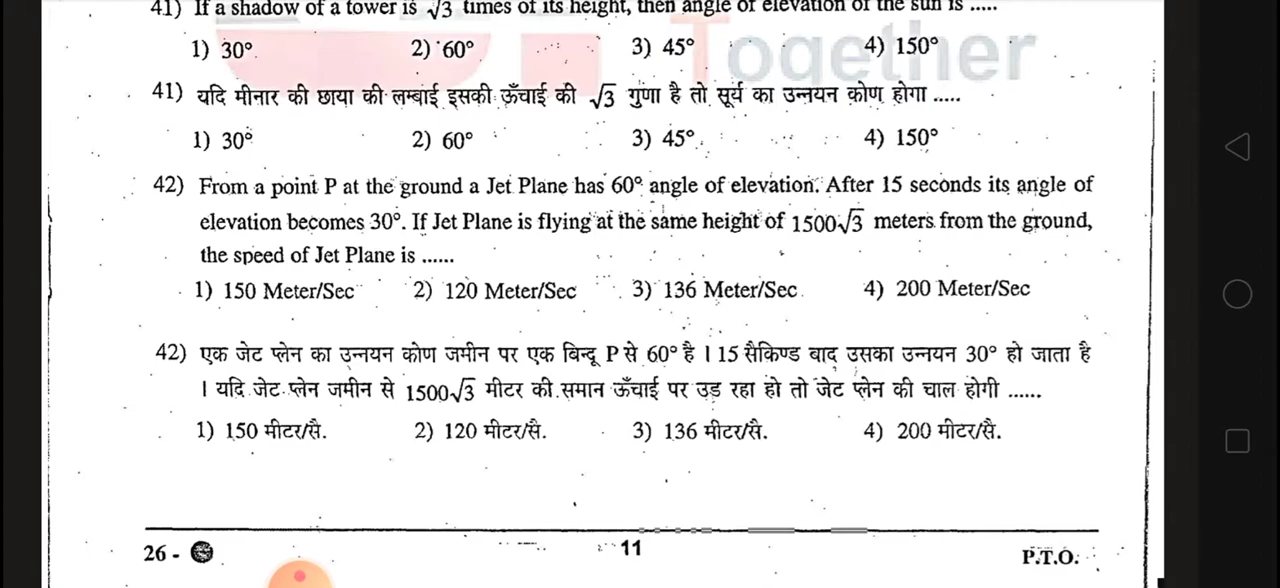 41) If a shadow of a tower is √3 times of its height, then angle of elevation of the sun is .....
1) 30° 2) 60° 3) 45° 4) 150°
Together
41) यदि मीनार की छाया की लम्बाई इसकी ऊँचाई की √3 गुणा है तो सूर्य का उन्नयन कोण होगा .....
1) 30° 2) 60° 3) 45° 4) 150°
42) From a point P at the ground a Jet Plane has 60° angle of elevation. After 15 seconds its angle of
elevation becomes 30°. If Jet Plane is flying at the same height of 1500√3 meters from the ground,
the speed of Jet Plane is ......
1) 150 Meter/Sec 2) 120 Meter/Sec 3) 136 Meter/Sec 4) 200 Meter/Sec
42) एक जेट प्लेन का उन्नयन कोण जमीन पर एक बिन्दू P से 60° है । 15 सैकिण्ड बाद उसका उन्नयन 30° हो जाता है
। यदि जेट प्लेन जमीन से 1500√3 मीटर की समान ऊँचाई पर उड़ रहा हो तो जेट प्लेन की चाल होगी ......
1) 150 मीटर/सै. 2) 120 मीटर/सै. 3) 136 मीटर/सै. 4) 200 मीटर/सै.
26 - 11 P.T.O.